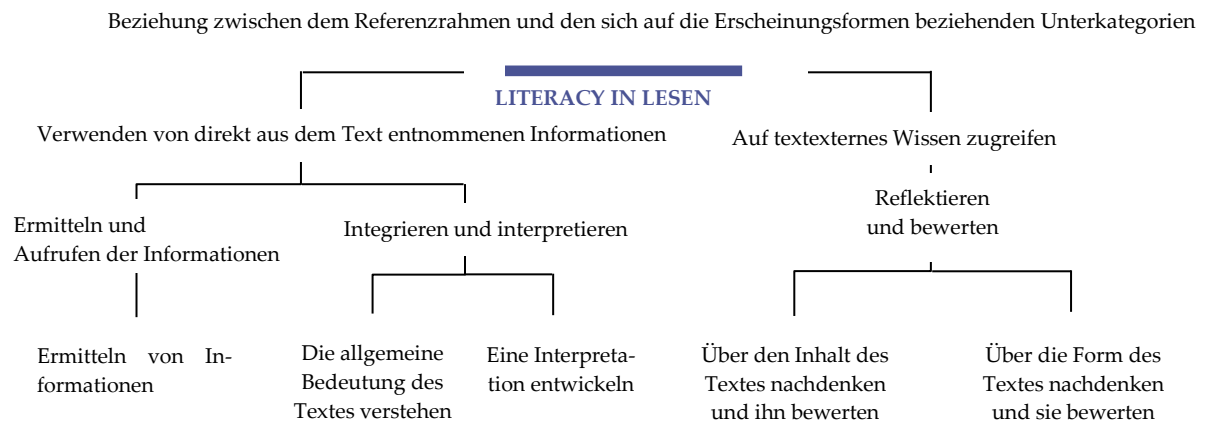 Beziehung zwischen dem Referenzrahmen und den sich auf die Erscheinungsformen beziehenden Unterkategorien
LITERACY IN LESEN
Verwenden von direkt aus dem Text entnommenen Informationen
Auf textexternes Wissen zugreifen
Ermitteln und
Aufrufen der Informationen
Integrieren und interpretieren
Reflektieren
und bewerten
Ermitteln von In-
formationen
Die allgemeine
Bedeutung des
Textes verstehen
Eine Interpreta-
tion entwickeln
Über den Inhalt des
Textes nachdenken
und ihn bewerten
Über die Form des
Textes nachdenken
und sie bewerten